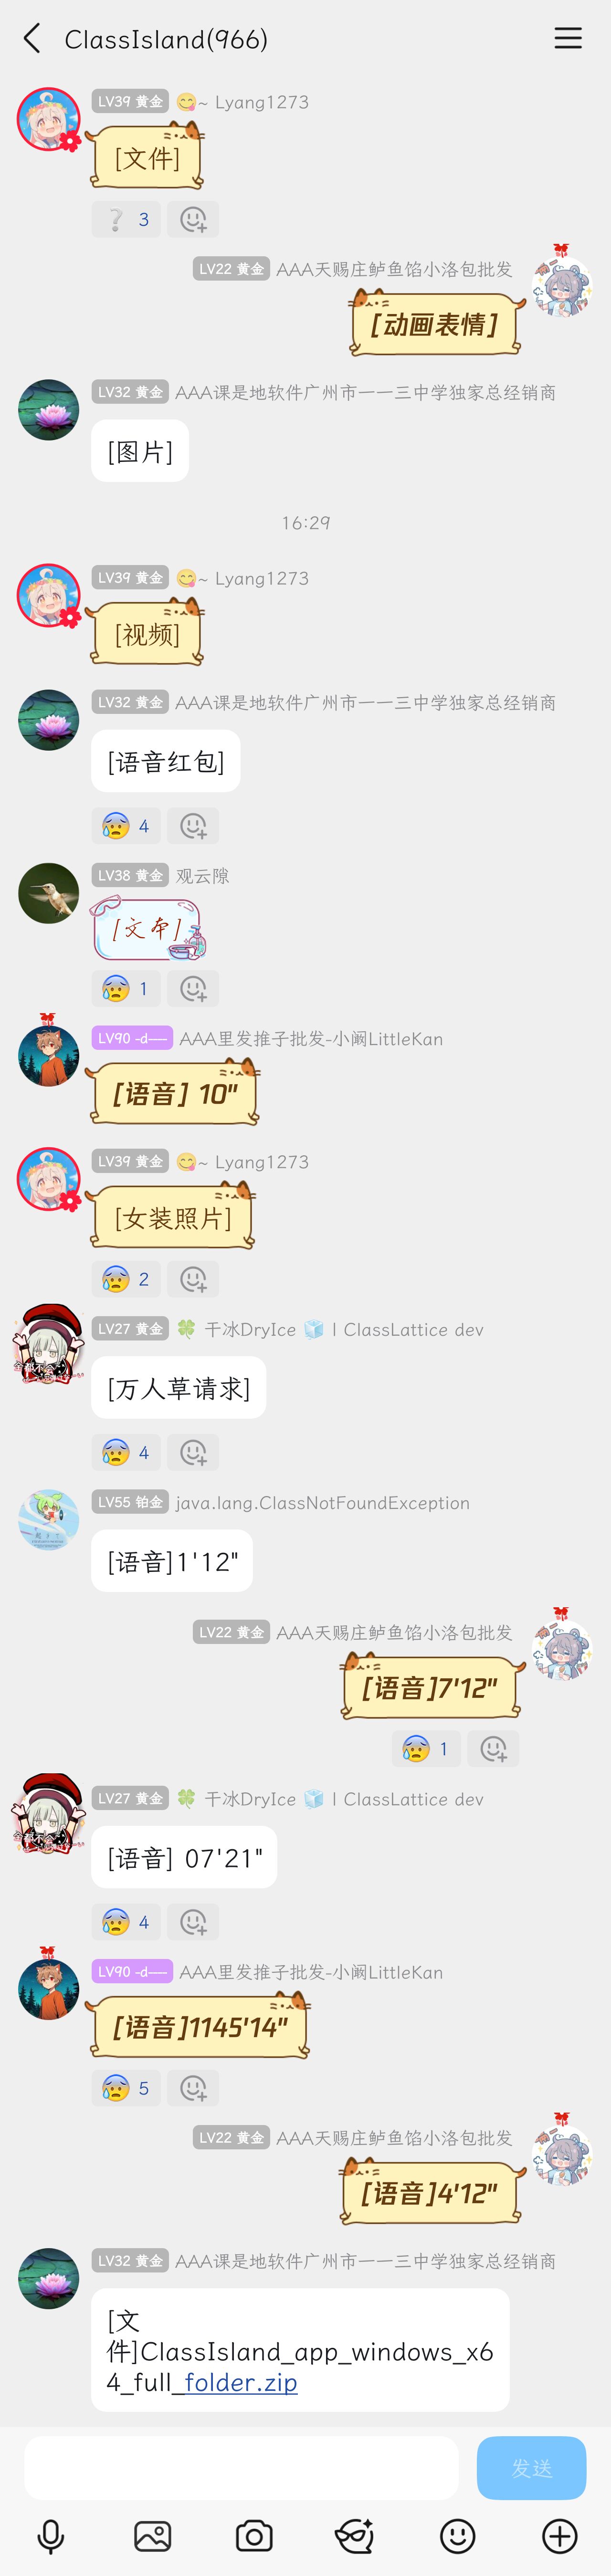 ClassIsland(966)
LV39 黄金 😋~ Lyang1273
[文件]
❔ 3
LV22 黄金 AAA天赐庄鲈鱼馅小洛包批发
[动画表情]
LV32 黄金 AAA课是地软件广州市一一三中学独家总经销商
[图片]
16:29
LV39 黄金 😋~ Lyang1273
[视频]
LV32 黄金 AAA课是地软件广州市一一三中学独家总经销商
[语音红包]
😰 4
LV38 黄金 观云隙
[文本]
😰 1
LV90 -d— AAA里发推子批发-小阚LittleKan
[语音] 10"
LV39 黄金 😋~ Lyang1273
[女装照片]
😰 2
LV27 黄金 🍀 干冰DryIce 🧊 | ClassLattice dev
[万人草请求]
😰 4
LV55 铂金 java.lang.ClassNotFoundException
[语音]1'12"
LV22 黄金 AAA天赐庄鲈鱼馅小洛包批发
[语音]7'12"
😰 1
LV27 黄金 🍀 干冰DryIce 🧊 | ClassLattice dev
[语音] 07'21"
😰 4
LV90 -d— AAA里发推子批发-小阚LittleKan
[语音]1145'14"
😰 5
LV22 黄金 AAA天赐庄鲈鱼馅小洛包批发
[语音]4'12"
LV32 黄金 AAA课是地软件广州市一一三中学独家总经销商
[文
件]ClassIsland_app_windows_x6
4_full_folder.zip
发送